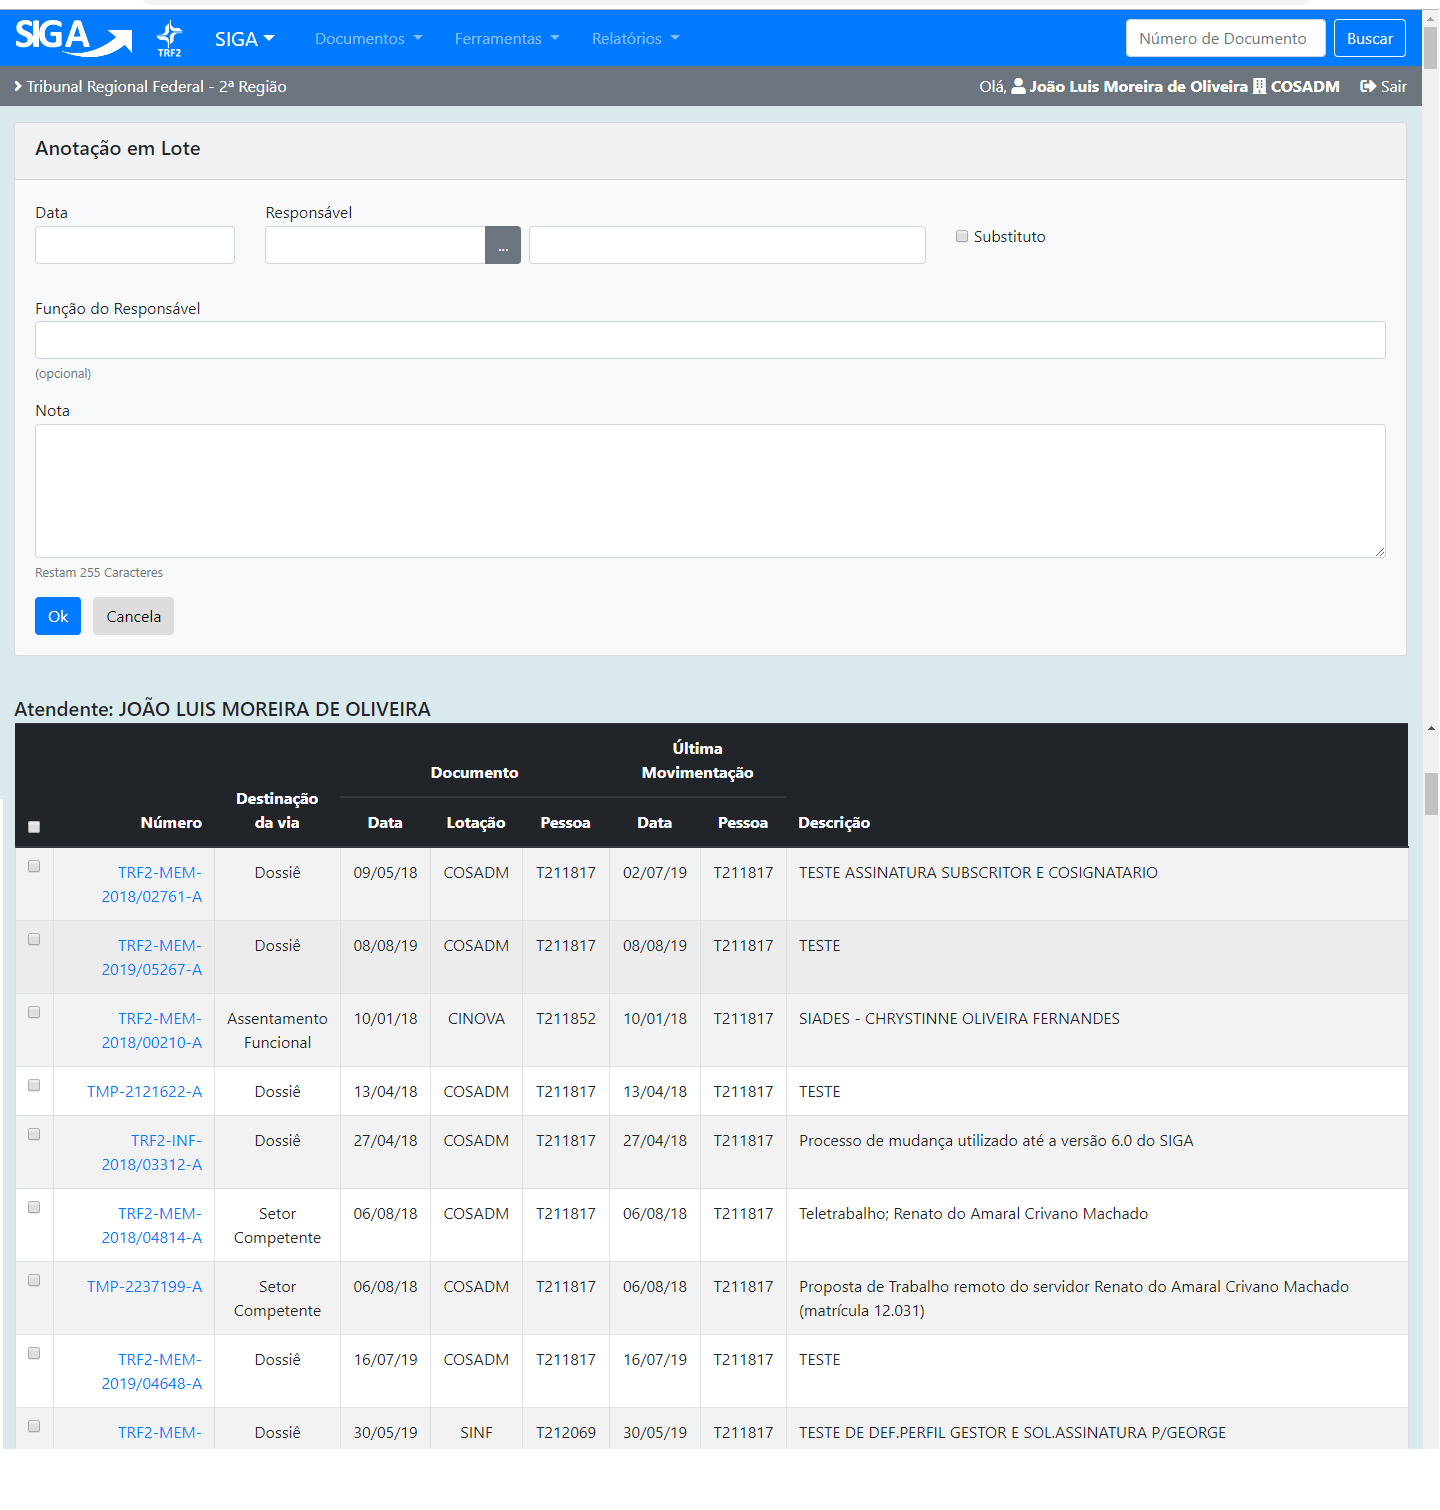 SIGA TRF2 SIGA Documentos Ferramentas Relatórios Número de Documento Buscar
Tribunal Regional Federal - 2ª Região Olá, João Luis Moreira de Oliveira COSADM Sair
Anotação em Lote
Data Responsável
... Substituto
Função do Responsável
(opcional)
Nota
Restam 255 Caracteres
Ok Cancela
Atendente: JOÃO LUIS MOREIRA DE OLIVEIRA
Última
Documento Movimentação
Destinação
Número da via Data Lotação Pessoa Data Pessoa Descrição
TRF2-MEM- Dossiê 09/05/18 COSADM T211817 02/07/19 T211817 TESTE ASSINATURA SUBSCRITOR E COSIGNATARIO
2018/02761-A
TRF2-MEM- Dossiê 08/08/19 COSADM T211817 08/08/19 T211817 TESTE
2019/05267-A
TRF2-MEM- Assentamento 10/01/18 CINOVA T211852 10/01/18 T211817 SIADES - CHRYSTINNE OLIVEIRA FERNANDES
2018/00210-A Funcional
TMP-2121622-A Dossiê 13/04/18 COSADM T211817 13/04/18 T211817 TESTE
TRF2-INF- Dossiê 27/04/18 COSADM T211817 27/04/18 T211817 Processo de mudança utilizado até a versão 6.0 do SIGA
2018/03312-A
TRF2-MEM- Setor 06/08/18 COSADM T211817 06/08/18 T211817 Teletrabalho; Renato do Amaral Crivano Machado
2018/04814-A Competente
TMP-2237199-A Setor 06/08/18 COSADM T211817 06/08/18 T211817 Proposta de Trabalho remoto do servidor Renato do Amaral Crivano Machado
Competente (matrícula 12.031)
TRF2-MEM- Dossiê 16/07/19 COSADM T211817 16/07/19 T211817 TESTE
2019/04648-A
TRF2-MEM- Dossiê 30/05/19 SINF T212069 30/05/19 T211817 TESTE DE DEF.PERFIL GESTOR E SOL.ASSINATURA P/GEORGE